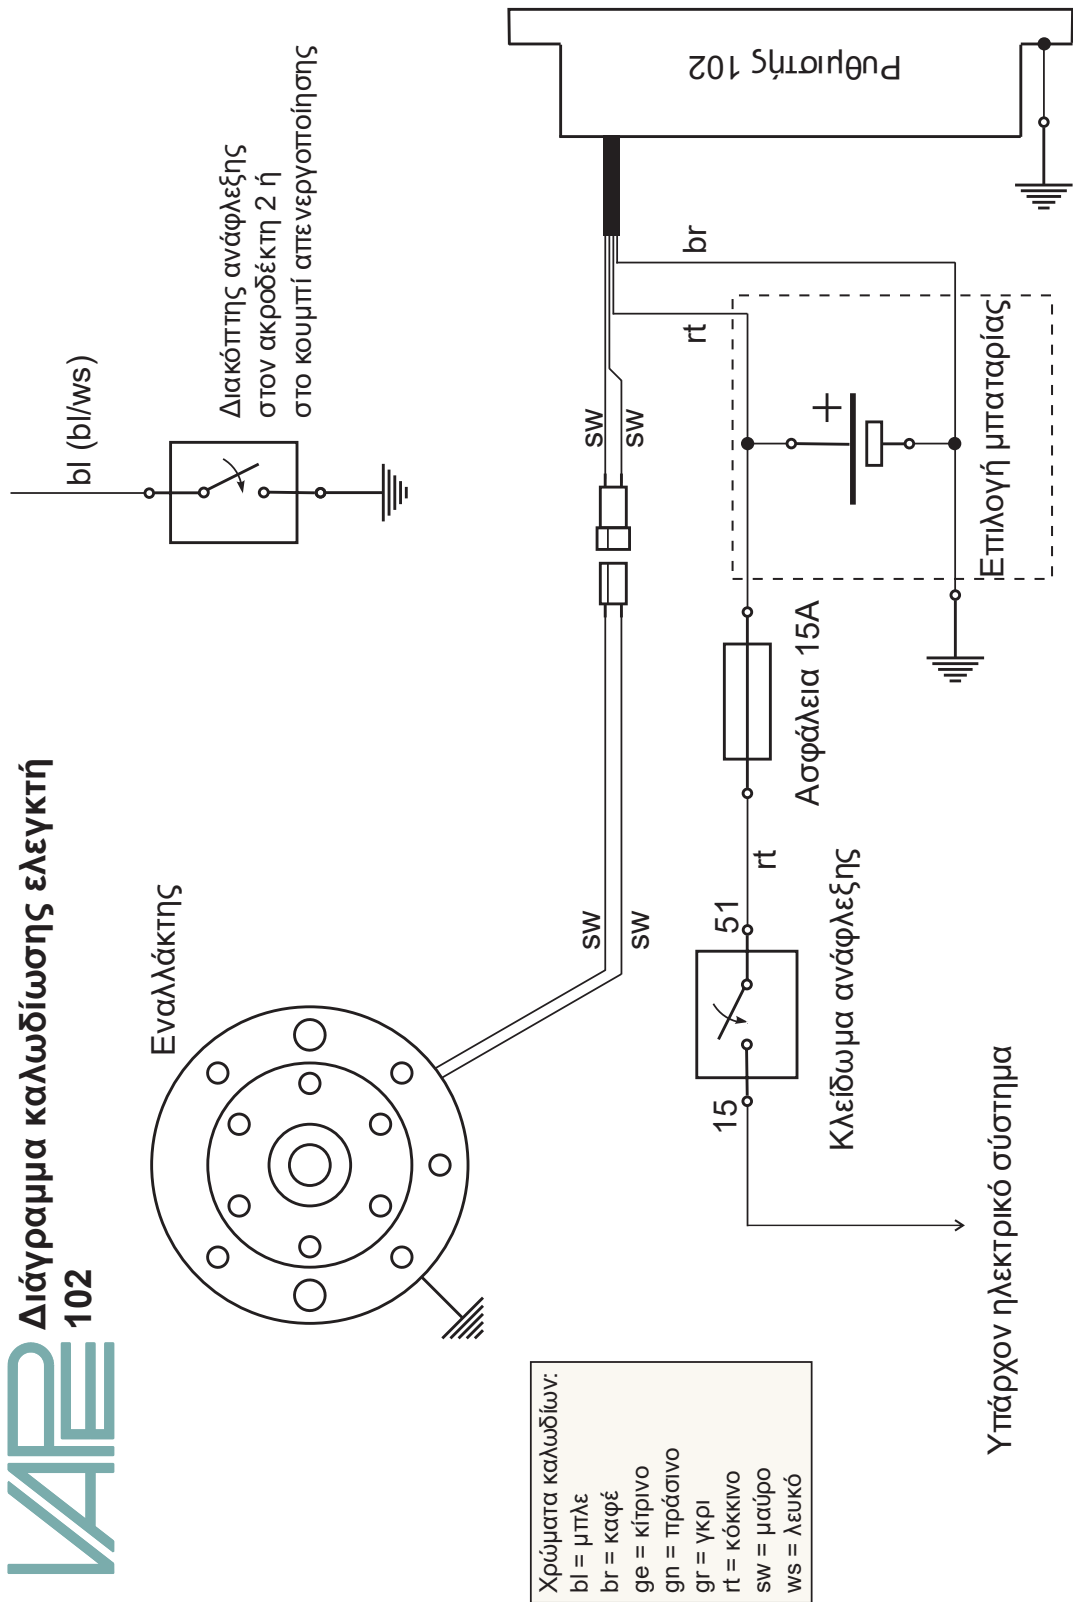 VAPE
Διάγραμμα καλωδίωσης ελεγκτή
102
Εναλλάκτης
bl (bl/ws)
Διακόπτης ανάφλεξης
στον ακροδέκτη 2 ή
στο κουμπί απενεργοποίησης
sw
sw
sw
sw
Ρυθμιστής 102
br
rt
+
Επιλογή μπαταρίας
Ασφάλεια 15A
rt
51
15
Κλείδωμα ανάφλεξης
Υπάρχον ηλεκτρικό σύστημα
Χρώματα καλωδίων:
bl = μπλε
br = καφέ
ge = κίτρινο
gn = πράσινο
gr = γκρι
rt = κόκκινο
sw = μαύρο
ws = λευκό